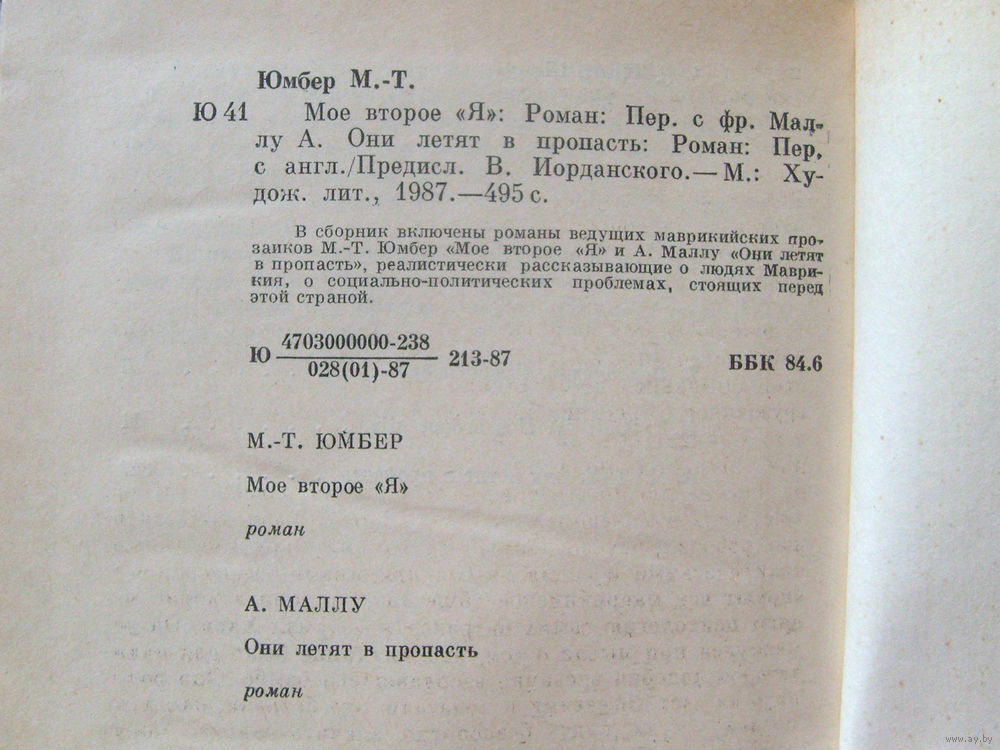 Юмбер М.-Т.
Ю 41 Мое второе «Я»: Роман: Пер. с фр. Мал-
лу А. Они летят в пропасть: Роман: Пер.
с англ./Предисл. В. Иорданского.— М.: Ху-
дож. лит., 1987.—495 с.
В сборник включены романы ведущих маврикийских про-
заиков М.-Т. Юмбер «Мое второе «Я» и А. Маллу «Они летят
в пропасть», реалистически рассказывающие о людях Маври-
кия, о социально-политических проблемах, стоящих перед
этой страной.
Ю 4703000000-238
028(01)-87 213-87 ББК 84.6
М.-Т. ЮМБЕР
Мое второе «Я»
роман
А. МАЛЛУ
Они летят в пропасть
роман
www.ay.by